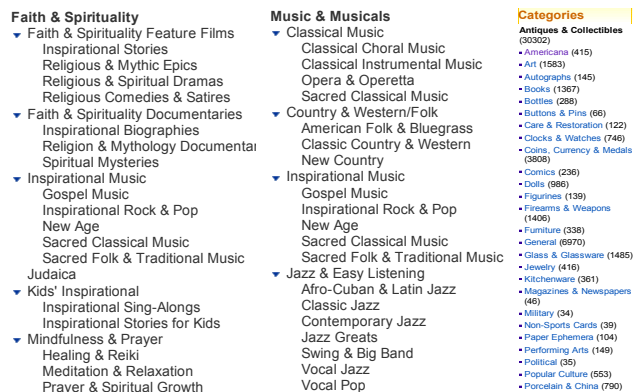 Faith & Spirituality
Faith & Spirituality Feature Films
Inspirational Stories
Religious & Mythic Epics
Religious & Spiritual Dramas
Religious Comedies & Satires
Faith & Spirituality Documentaries
Inspirational Biographies
Religion & Mythology Documentar
Spiritual Mysteries
Inspirational Music
Gospel Music
Inspirational Rock & Pop
New Age
Sacred Classical Music
Sacred Folk & Traditional Music
Judaica
Kids' Inspirational
Inspirational Sing-Alongs
Inspirational Stories for Kids
Mindfulness & Prayer
Healing & Reiki
Meditation & Relaxation
Prayer & Spiritual Growth
Music & Musicals
Classical Music
Classical Choral Music
Classical Instrumental Music
Opera & Operetta
Sacred Classical Music
Country & Western/Folk
American Folk & Bluegrass
Classic Country & Western
New Country
Inspirational Music
Gospel Music
Inspirational Rock & Pop
New Age
Sacred Classical Music
Sacred Folk & Traditional Music
Jazz & Easy Listening
Afro-Cuban & Latin Jazz
Classic Jazz
Contemporary Jazz
Jazz Greats
Swing & Big Band
Vocal Jazz
Vocal Pop
Categories
Antiques & Collectibles
(30302)
Americana (415)
Art (1583)
Autographs (145)
Books (1367)
Bottles (288)
Buttons & Pins (66)
Care & Restoration (122)
Clocks & Watches (746)
Coins, Currency & Medals
(3808)
Comics (236)
Dolls (986)
Figurines (139)
Firearms & Weapons
(1406)
Furniture (338)
General (6970)
Glass & Glassware (1485)
Jewelry (416)
Kitchenware (361)
Magazines & Newspapers
(46)
Military (34)
Non-Sports Cards (39)
Paper Ephemera (104)
Performing Arts (149)
Political (35)
Popular Culture (553)
Porcelain & China (790)